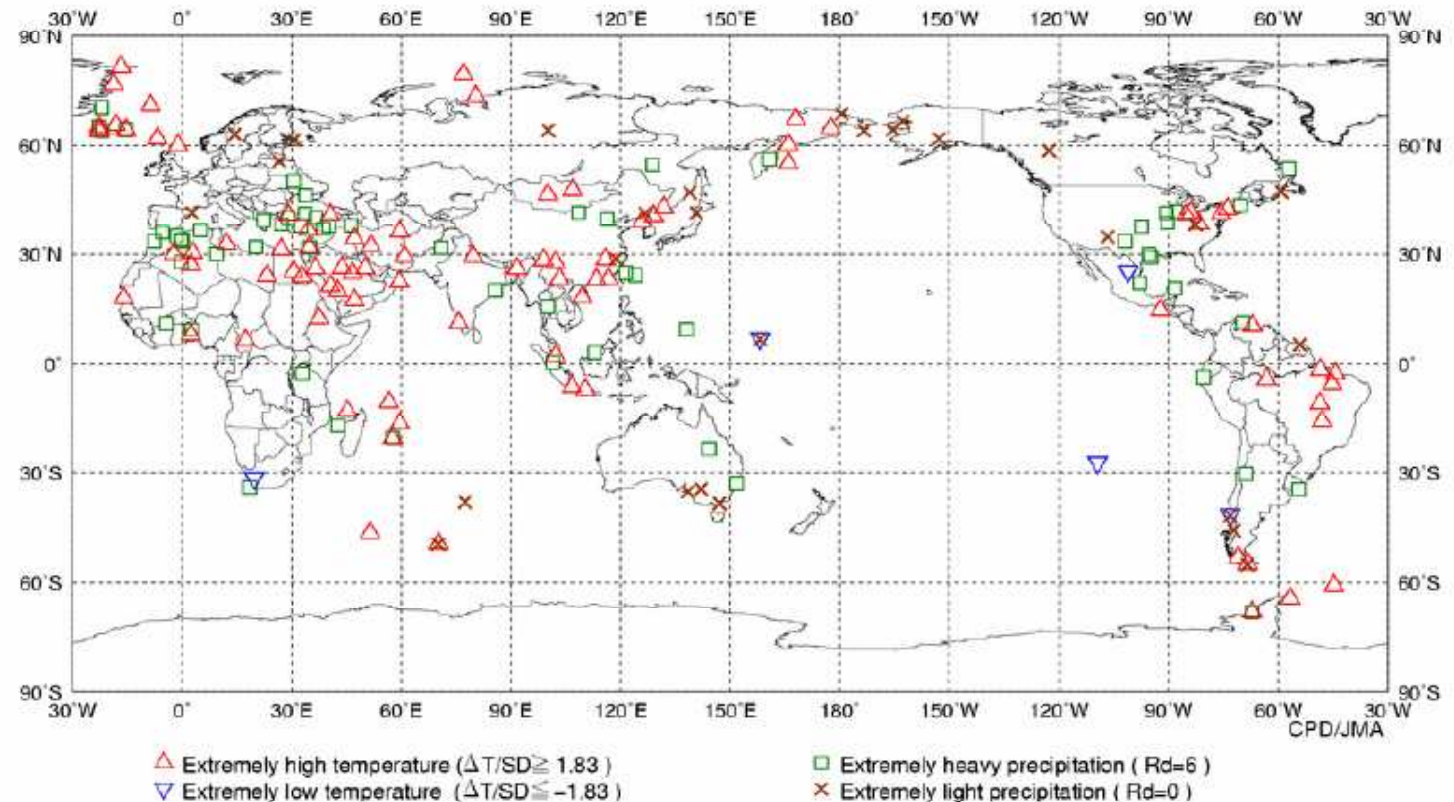 30˚W 0˚ 30˚E 60˚E 90˚E 120˚E 150˚E 180˚ 150˚W 120˚W 90˚W 60˚W 30˚W
90˚N 90˚N
60˚N 60˚N
30˚N 30˚N
0˚ 0˚
30˚S 30˚S
60˚S 60˚S
90˚S 90˚S
30˚W 0˚ 30˚E 60˚E 90˚E 120˚E 150˚E 180˚ 150˚W 120˚W 90˚W 60˚W 30˚W
CPD/JMA
Extremely high temperature (ΔT/SD≧ 1.83 ) Extremely heavy precipitation ( Rd=6 )
Extremely low temperature (ΔT/SD≦ −1.83 ) Extremely light precipitation ( Rd=0 )